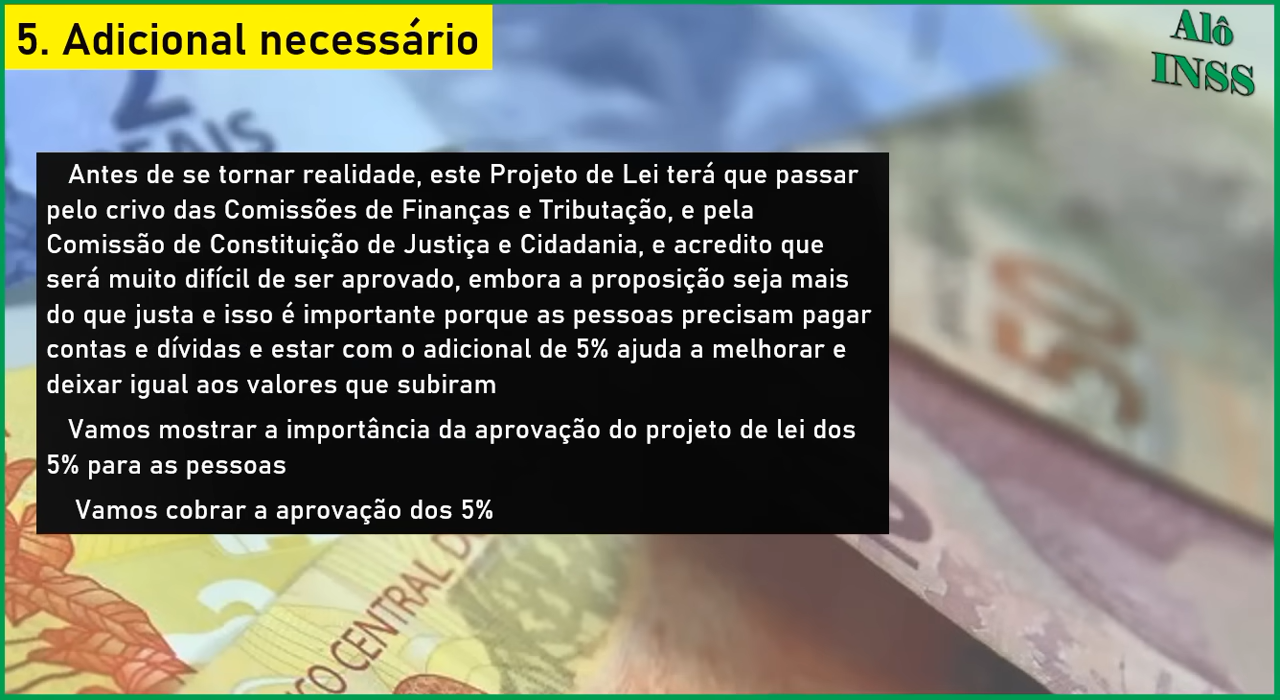 5. Adicional necessário
Alô
INSS
2
REAIS
Antes de se tornar realidade, este Projeto de Lei terá que passar
pelo crivo das Comissões de Finanças e Tributação, e pela
Comissão de Constituição de Justiça e Cidadania, e acredito que
será muito difícil de ser aprovado, embora a proposição seja mais
do que justa e isso é importante porque as pessoas precisam pagar
contas e dívidas e estar com o adicional de 5% ajuda a melhorar e
deixar igual aos valores que subiram
Vamos mostrar a importância da aprovação do projeto de lei dos
5% para as pessoas
Vamos cobrar a aprovação dos 5%
50
CENTRAL